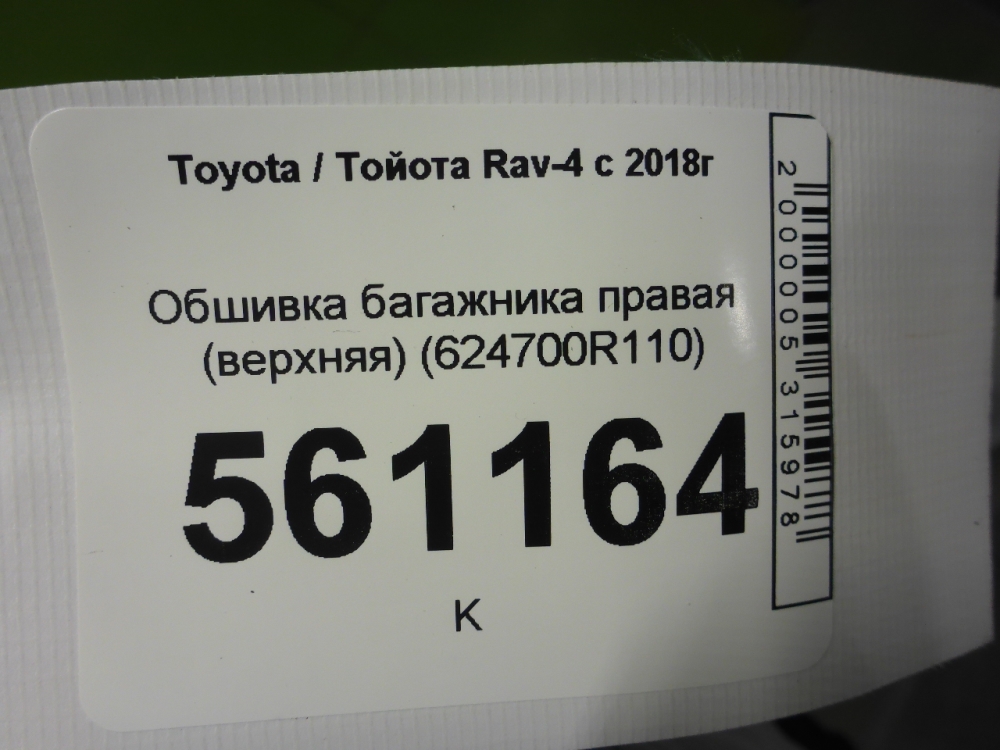 Toyota / Тойота Rav-4 с 2018г
Обшивка багажника правая
(верхняя) (624700R110)
561164
К
2000005315978